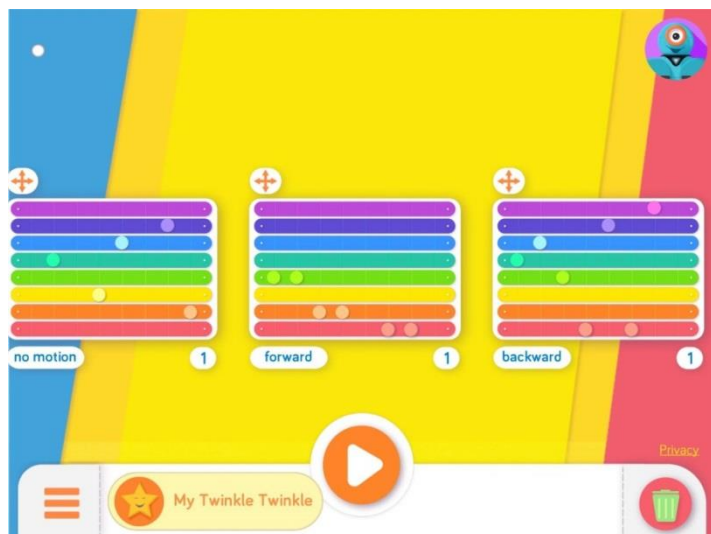 no motion
1
forward
1
backward
1
Privacy
My Twinkle Twinkle